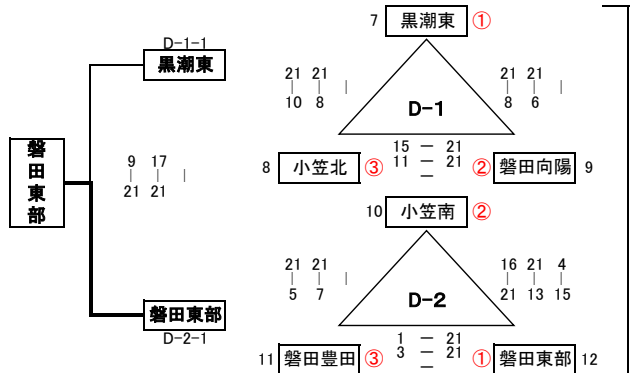 7 黒潮東 ①
D-1-1
黒潮東
21 21
| | |
10 8
21 21
| | |
8 6
D-1
15 ― 21
11 ― 21
―
8 小笠北 ③
② 磐田向陽 9
磐田東部
9 17
| | |
21 21
10 小笠南 ②
21 21
| | |
5 7
16 21 4
| | |
21 13 15
D-2
磐田東部
D-2-1
1 ― 21
3 ― 21
―
11 磐田豊田 ③
① 磐田東部 12